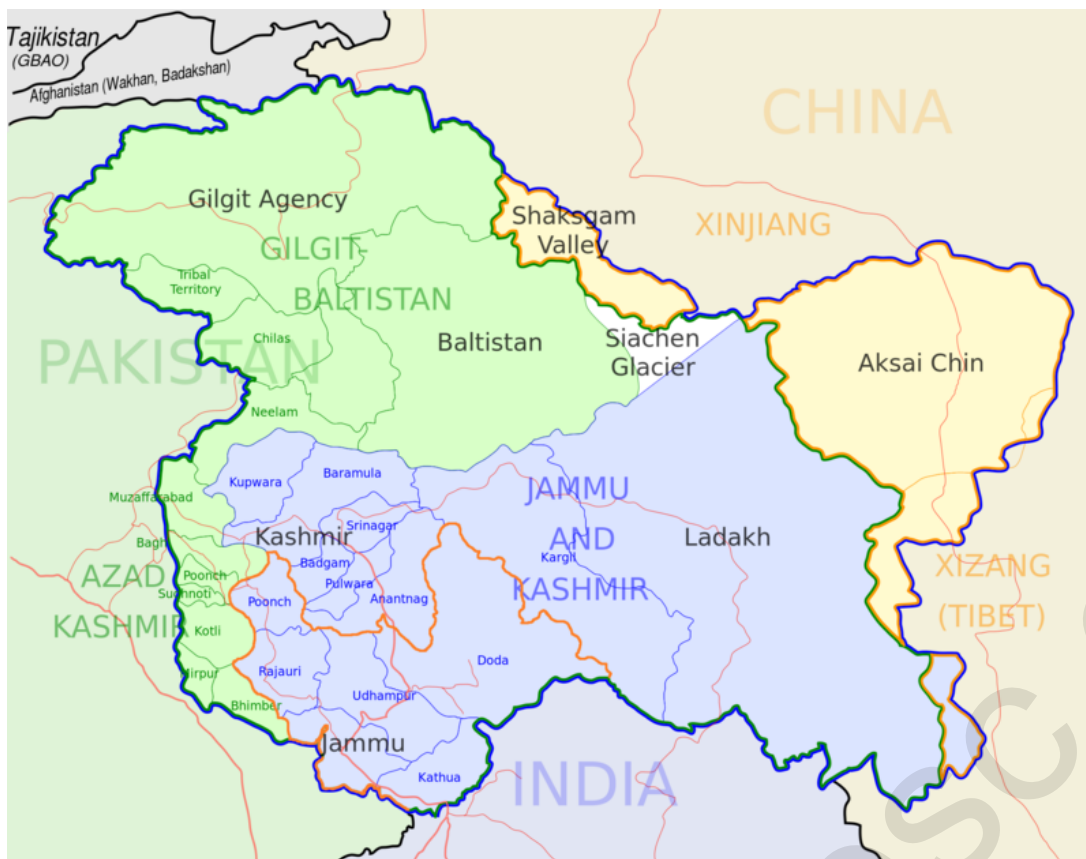 Tajikistan
(GBAO)
Afghanistan (Wakhan, Badakshan)
CHINA
Gilgit Agency
Shaksgam
Valley
XINJIANG
GILGIT-
BALTISTAN
Tribal
Territory
Chilas
Baltistan
Siachen
Glacier
Aksai Chin
PAKISTAN
Neelam
Kupwara
Baramula
Muzaffarabad
JAMMU
AND
KASHMIR
Srinagar
Kashmir
Ladakh
Bagh
Badgam
Kargil
Poonch
Pulwara
AZAD
KASHMIR
Sudhnoti
Anantnag
XIZANG
(TIBET)
Poonch
Kotli
Rajauri
Doda
Mirpur
Udhampur
Bhimber
Jammu
Kathua
INDIA
SSC